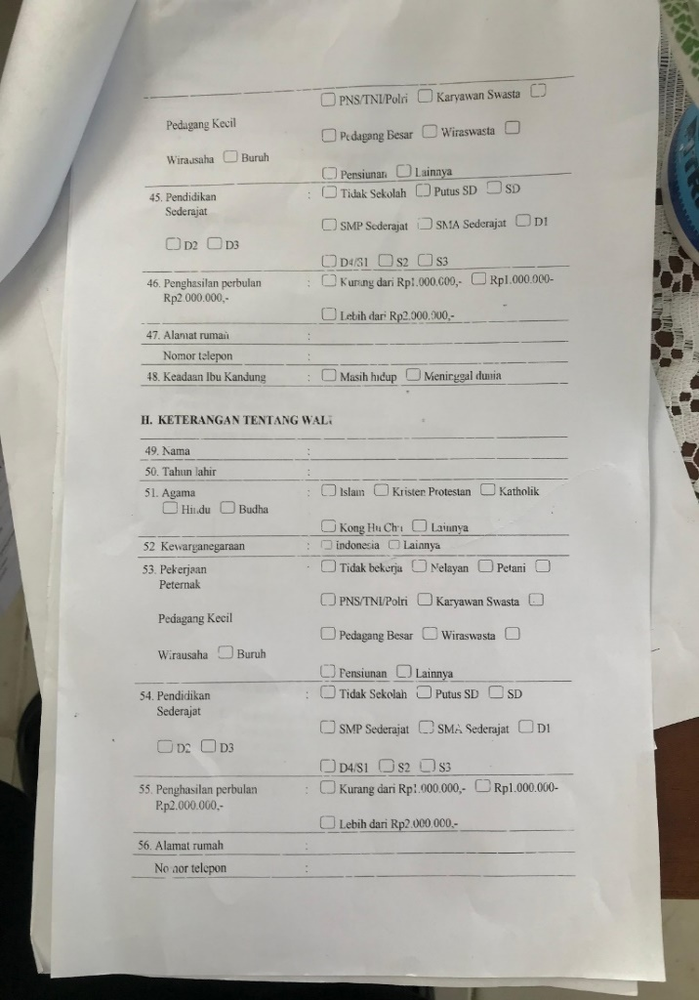 ☐ PNS/TNI/Polri ☐ Karyawan Swasta ☐
Pedagang Kecil
☐ Pedagang Besar ☐ Wiraswasta ☐
Wirausaha ☐ Buruh
☐ Pensiunan ☐ Lainnya
45. Pendidikan : ☐ Tidak Sekolah ☐ Putus SD ☐ SD
Sederajat
☐ SMP Sederajat ☐ SMA Sederajat ☐ D1
☐ D2 ☐ D3
☐ D4/S1 ☐ S2 ☐ S3
46. Penghasilan perbulan : ☐ Kurang dari Rp1.000.000,- ☐ Rp1.000.000-
Rp2.000.000,-
☐ Lebih dari Rp2.000.000,-
47. Alamat rumah :
Nomor telepon :
48. Keadaan Ibu Kandung : ☐ Masih hidup ☐ Meninggal dunia
H. KETERANGAN TENTANG WALI
49. Nama :
50. Tahun lahir :
51. Agama : ☐ Islam ☐ Kristen Protestan ☐ Katholik
☐ Hindu ☐ Budha
☐ Kong Hu Chu ☐ Lainnya
52 Kewarganegaraan : ☐ indonesia ☐ Lainnya
53. Pekerjaan : ☐ Tidak bekerja ☐ Nelayan ☐ Petani ☐
Peternak
☐ PNS/TNI/Polri ☐ Karyawan Swasta ☐
Pedagang Kecil
☐ Pedagang Besar ☐ Wiraswasta ☐
Wirausaha ☐ Buruh
☐ Pensiunan ☐ Lainnya
54. Pendidikan : ☐ Tidak Sekolah ☐ Putus SD ☐ SD
Sederajat
☐ SMP Sederajat ☐ SMA Sederajat ☐ D1
☐ D2 ☐ D3
☐ D4/S1 ☐ S2 ☐ S3
55. Penghasilan perbulan : ☐ Kurang dari Rp1.000.000,- ☐ Rp1.000.000-
Rp2.000.000,-
☐ Lebih dari Rp2.000.000,-
56. Alamat rumah :
Nomor telepon :